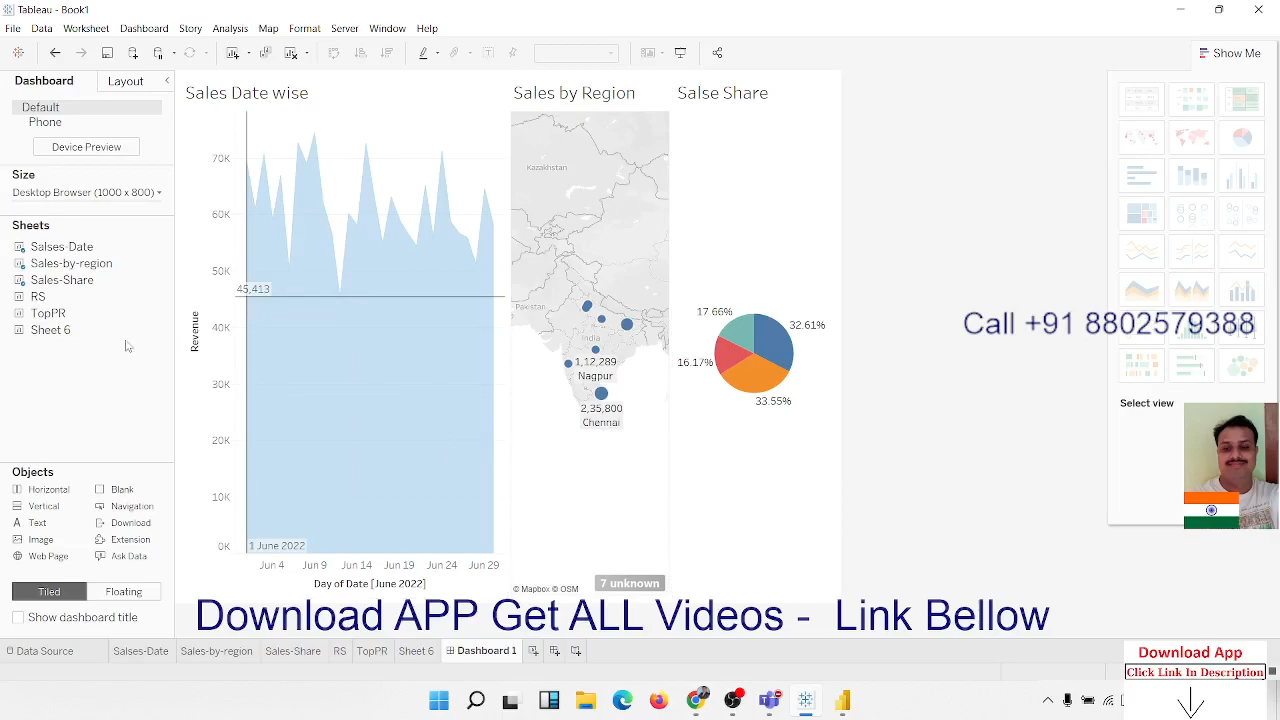 Tableau - Book1
File Data Worksheet Dashboard Story Analysis Map Format Server Window Help
Show Me
Dashboard Layout
Default
Phone
Device Preview
Size
Desktop Browser (1000 x 800)
Sheets
Salses-Date
Sales-by-region
Sales-Share
RS
TopPR
Sheet 6
Objects
Horizontal Blank
Vertical Navigation
Text Download
Image Extension
Web Page Ask Data
Tiled Floating
Show dashboard title
Sales Date wise
70K
60K
50K
45,413
40K
30K
20K
10K
0K
Revenue
1 June 2022
Jun 4 Jun 9 Jun 14 Jun 19 Jun 24 Jun 29
Day of Date [June 2022]
Sales by Region
Kazakhstan
Pakistan
India
1,12,289
Nagpur
2,35,800
Chennai
© Mapbox © OSM
7 unknown
Salse Share
17.66%
32.61%
16.17%
33.55%
Call +91 8802579388
Select view
Download APP Get ALL Videos - Link Bellow
Data Source Salses-Date Sales-by-region Sales-Share RS TopPR Sheet 6 Dashboard 1
Download App
Click Link In Description